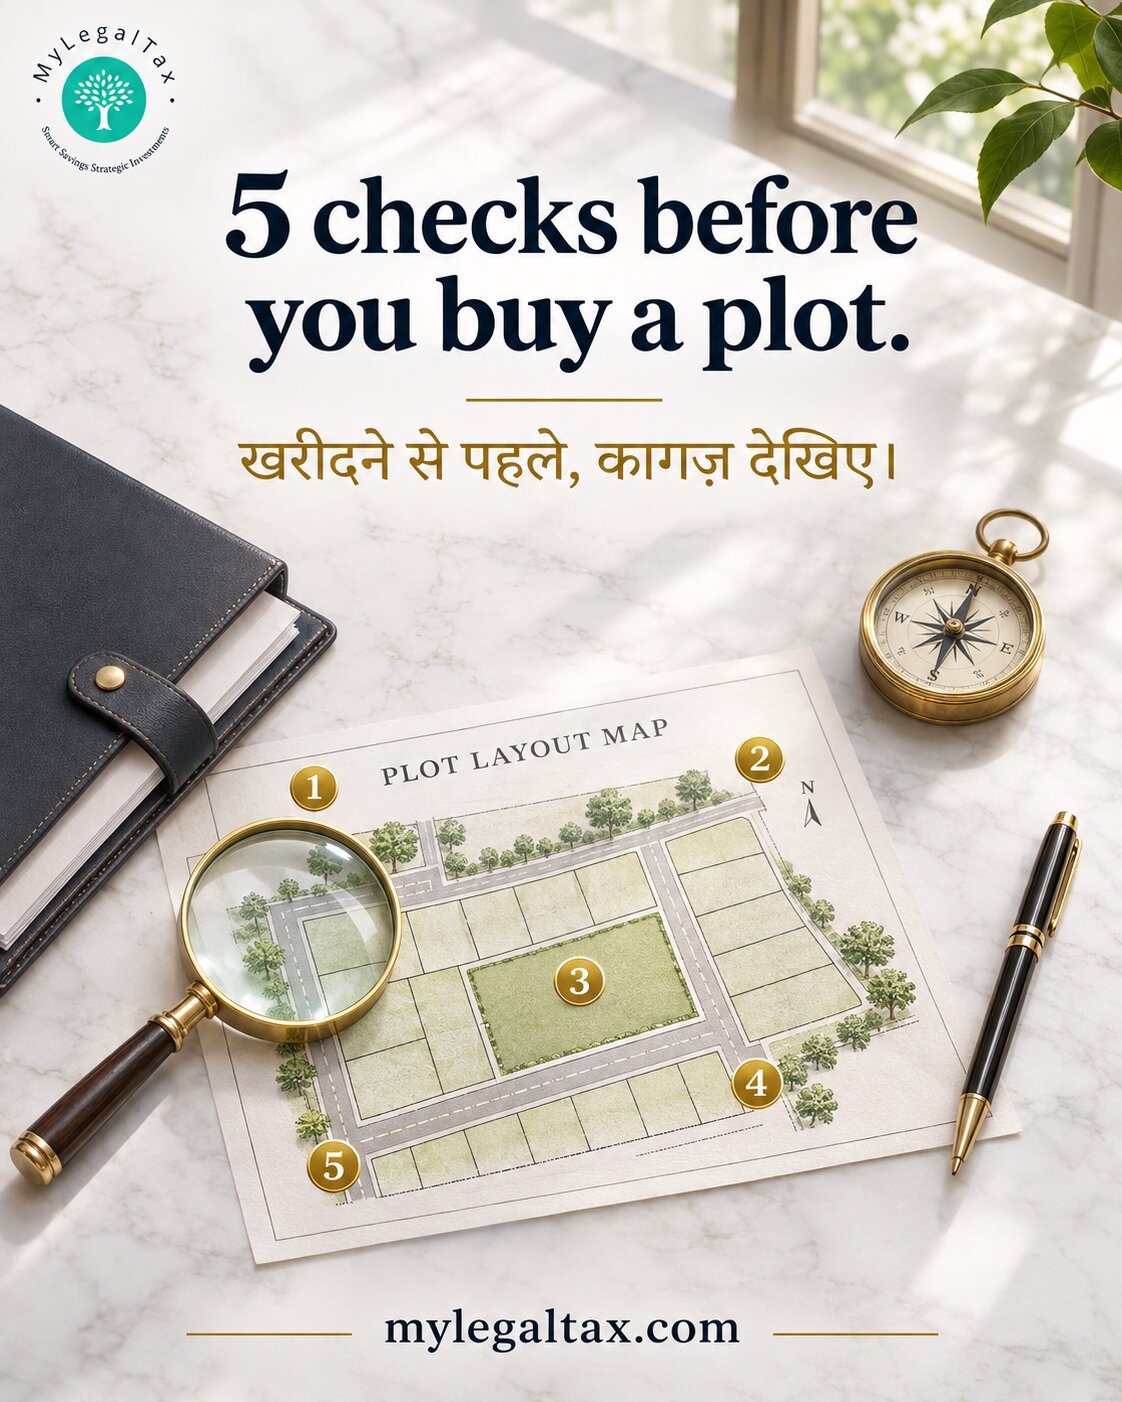 MyLegalTax
Smart Savings Strategic Investments
5 checks before
you buy a plot.
खरीदने से पहले, कागज़ देखिए।
N
W
E
S
PLOT LAYOUT MAP
1
2
N
3
4
5
mylegaltax.com